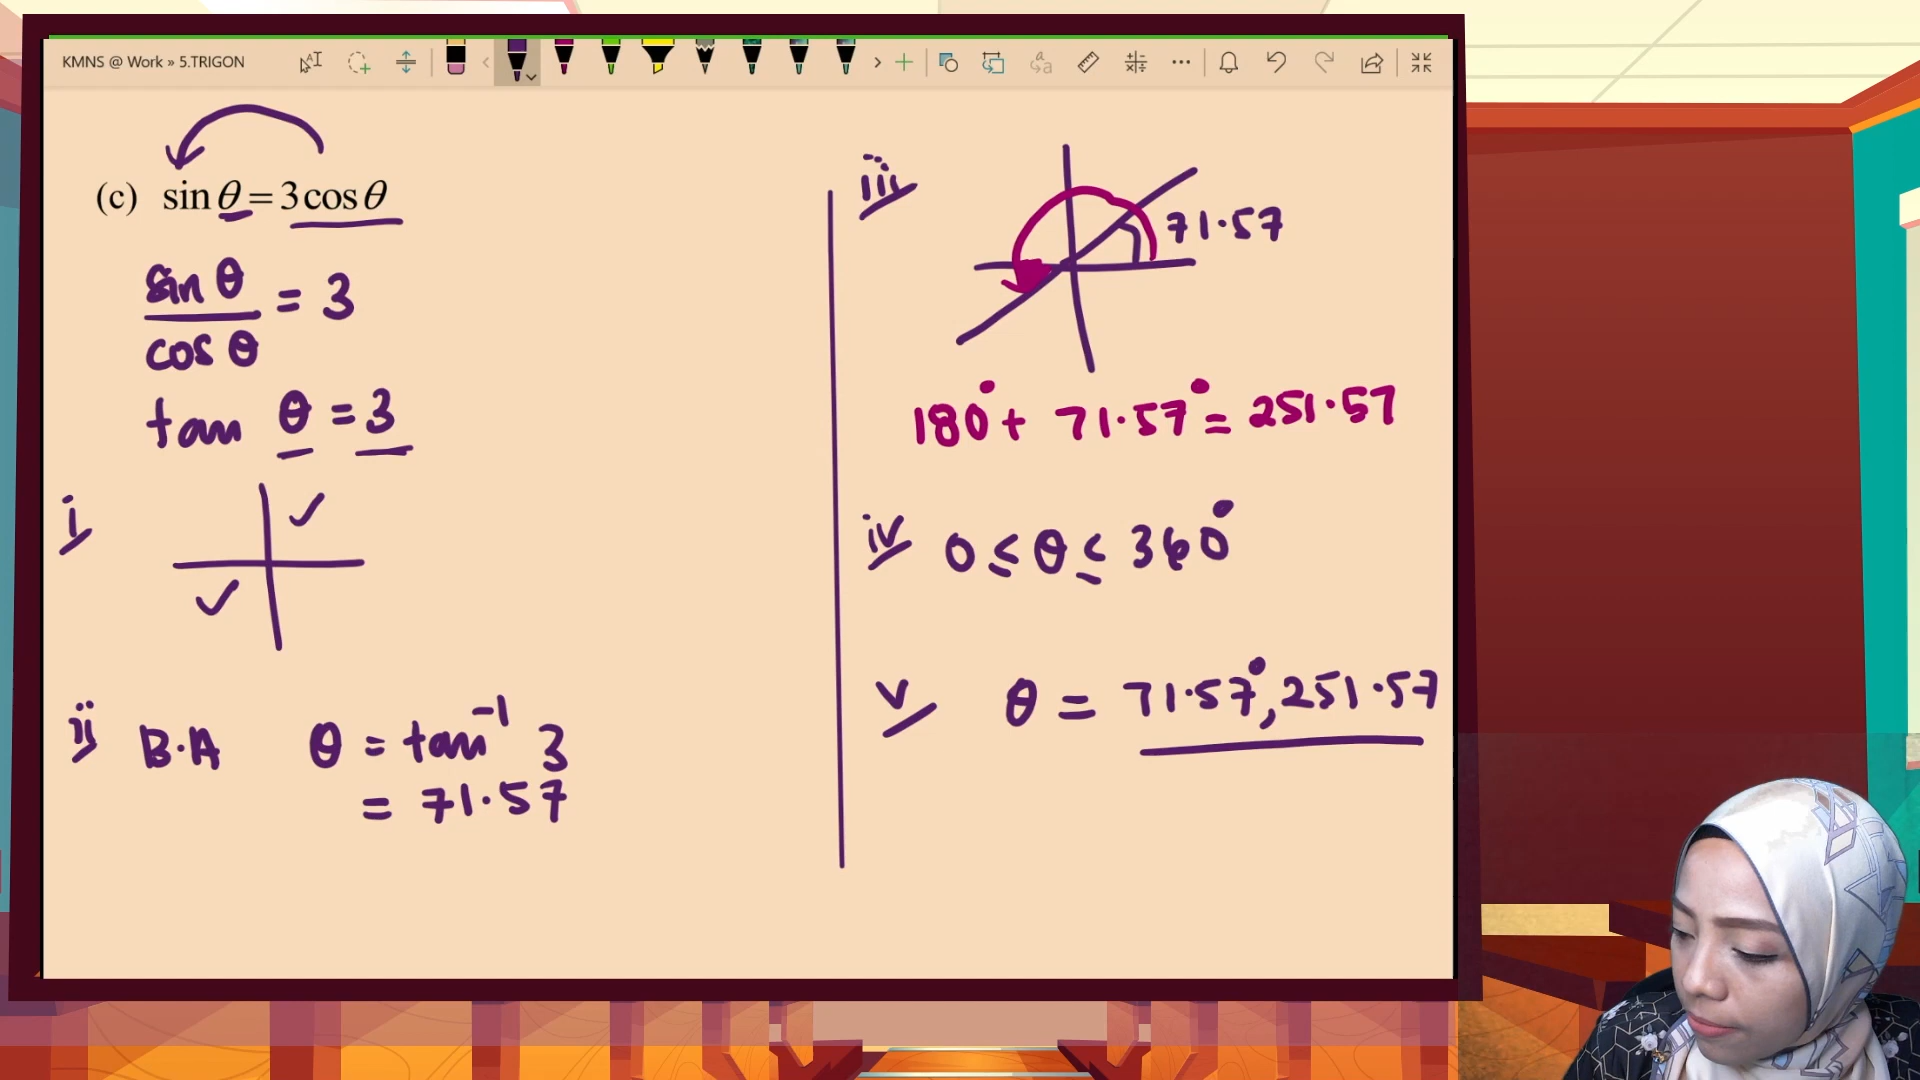 KMNS @ Work » 5.TRIGON
(c) sin θ = 3 cos θ
sin θ / cos θ = 3
tan θ = 3
i
ii B.A θ = tan⁻¹ 3
= 71.57
iii
71.57
180° + 71.57° = 251.57
iv 0 ≤ θ ≤ 360°
v θ = 71.57°, 251.57